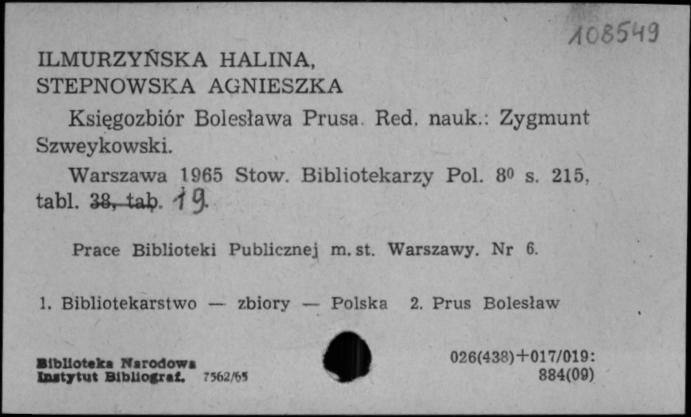 108549
ILMURZYŃSKA HALINA,
STEPNOWSKA AGNIESZKA
Księgozbiór Bolesława Prusa. Red. nauk.: Zygmunt
Szweykowski.
Warszawa 1965 Stow. Bibliotekarzy Pol. 8⁰ s. 215,
tabl. 38, tab. 19.
Prace Biblioteki Publicznej m. st. Warszawy. Nr 6.
1. Bibliotekarstwo — zbiory — Polska 2. Prus Bolesław
Biblioteka Narodowa
Instytut Bibliograf. 7562/65
026(438)+017/019:
884(09)